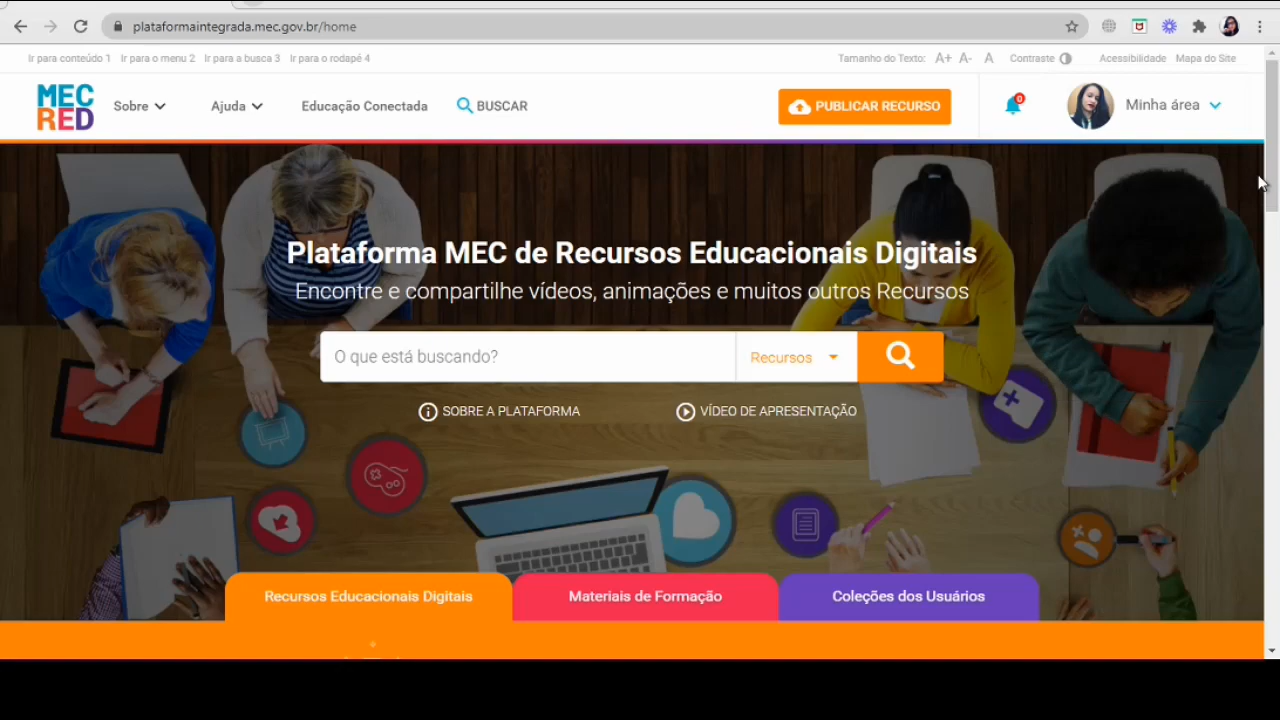 plataformaintegrada.mec.gov.br/home
Ir para conteúdo 1 Ir para o menu 2 Ir para a busca 3 Ir para o rodapé 4 Tamanho do Texto: A+ A- A Contraste Acessibilidade Mapa do Site
MEC
RED
Sobre Ajuda Educação Conectada BUSCAR PUBLICAR RECURSO 0 Minha área
Plataforma MEC de Recursos Educacionais Digitais
Encontre e compartilhe vídeos, animações e muitos outros Recursos
O que está buscando? Recursos
SOBRE A PLATAFORMA VÍDEO DE APRESENTAÇÃO
Recursos Educacionais Digitais Materiais de Formação Coleções dos Usuários